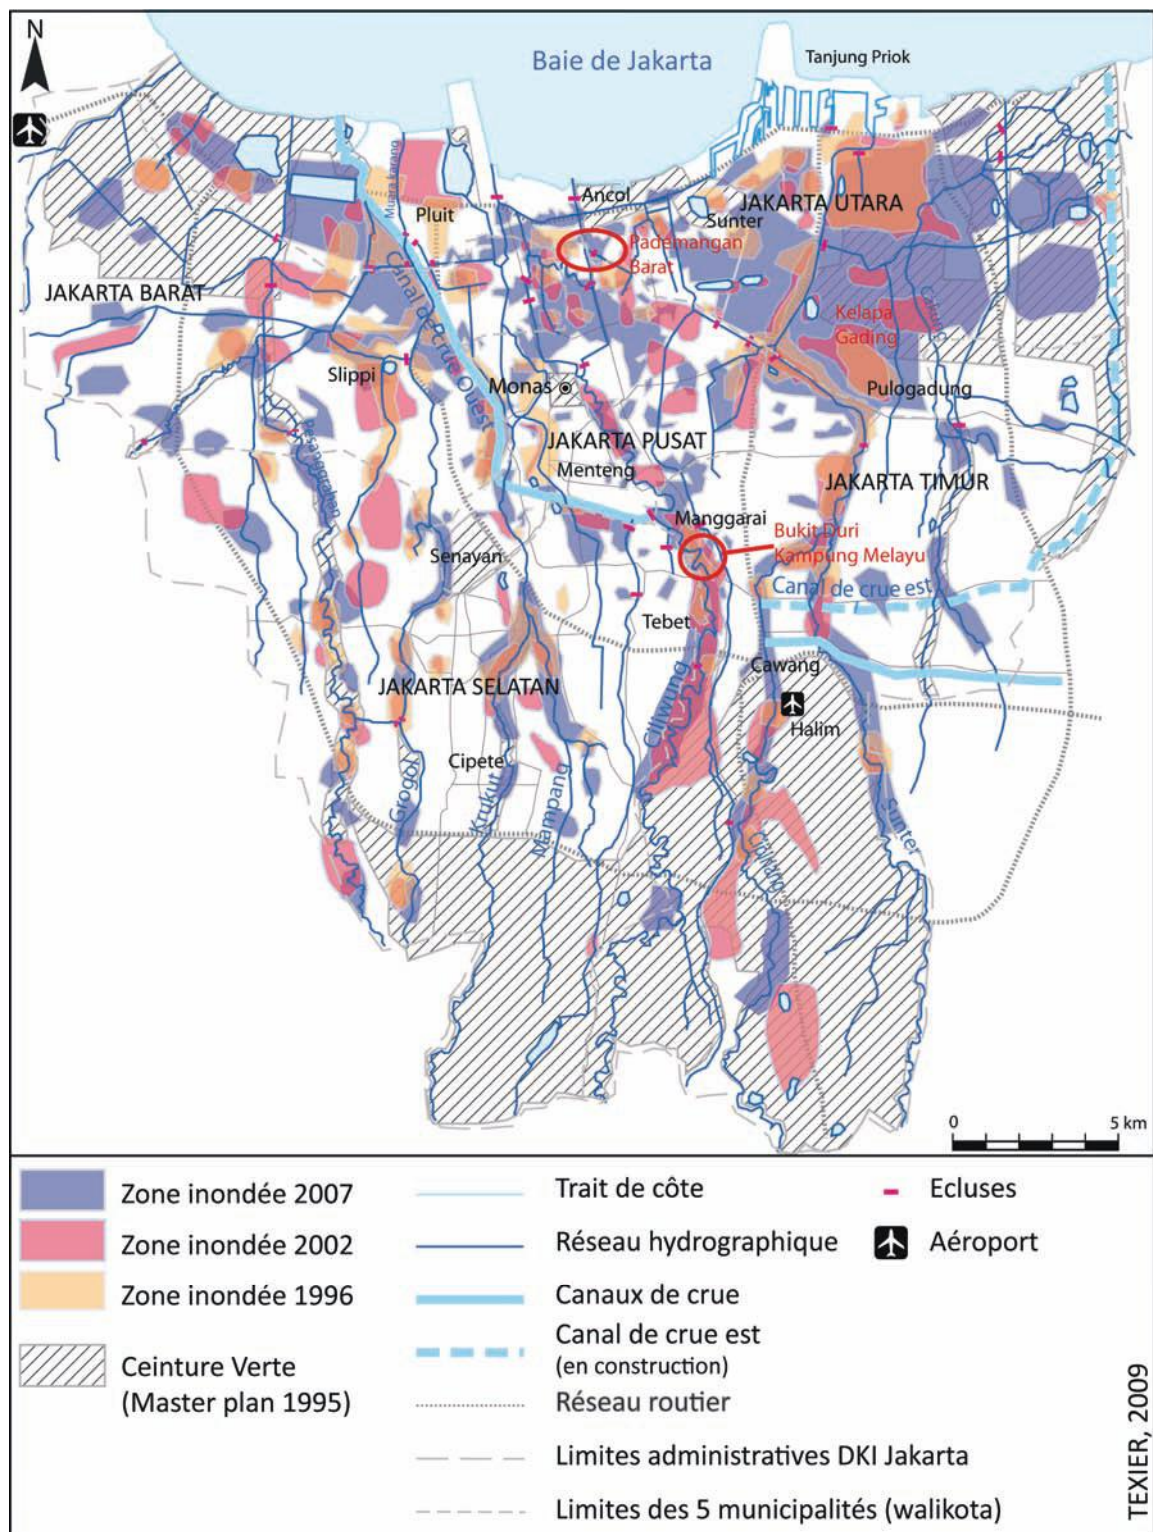 N
Baie de Jakarta
Tanjung Priok
Muara Karang
Pluit
Ancol
Sunter
JAKARTA UTARA
Pademangan
Barat
JAKARTA BARAT
Canal de crue Ouest
Cakung
Kelapa
Gading
Slippi
Monas
Pulogadung
Pesanggrahan
JAKARTA PUSAT
Menteng
JAKARTA TIMUR
Manggarai
Bukit Duri
Kampung Melayu
Senayan
Canal de crue est
Tebet
Cawang
JAKARTA SELATAN
Ciliwung
Halim
Cipete
Grogol
Krukut
Mampang
Cipinang
Sunter
0 5 km
Zone inondée 2007
Zone inondée 2002
Zone inondée 1996
Ceinture Verte
(Master plan 1995)
Trait de côte
Réseau hydrographique
Canaux de crue
Canal de crue est
(en construction)
Réseau routier
Limites administratives DKI Jakarta
Limites des 5 municipalités (walikota)
Ecluses
Aéroport
TEXIER, 2009